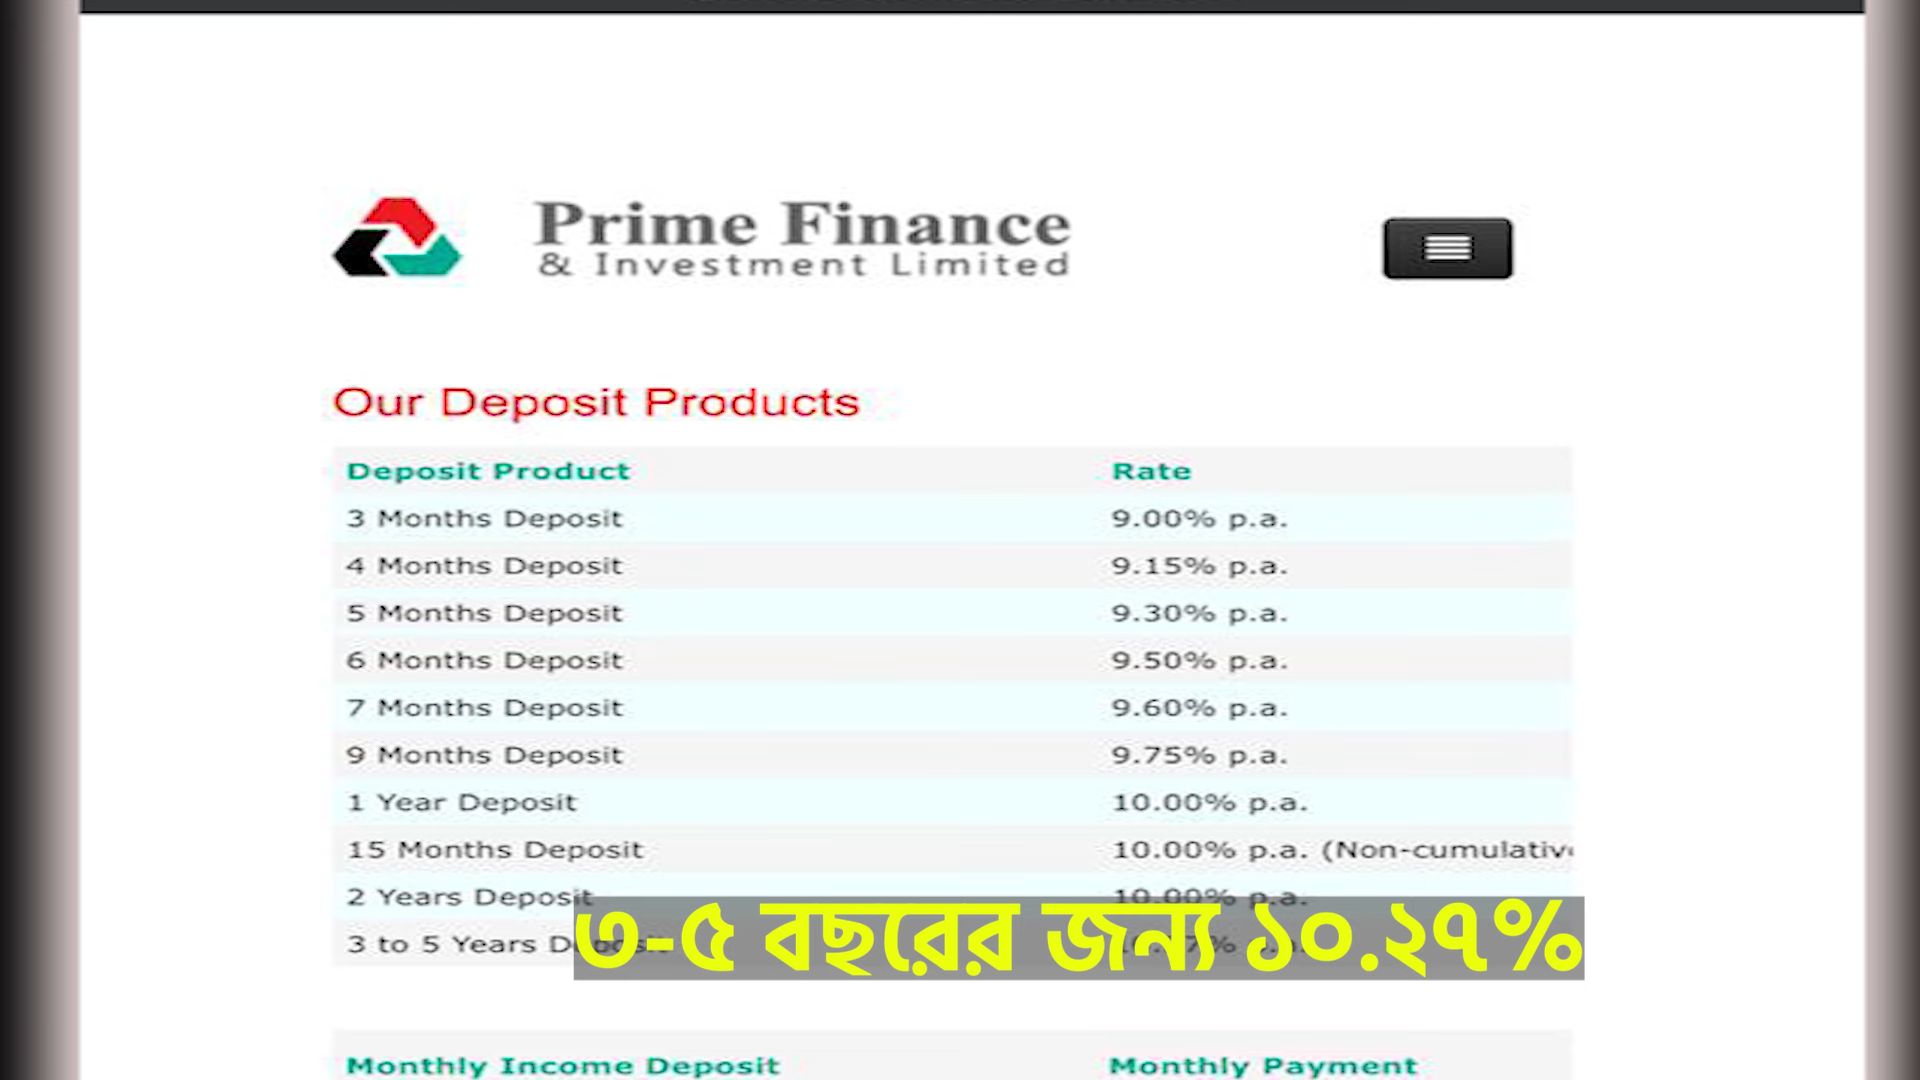 Prime Finance
& Investment Limited
Our Deposit Products
Deposit Product Rate
3 Months Deposit 9.00% p.a.
4 Months Deposit 9.15% p.a.
5 Months Deposit 9.30% p.a.
6 Months Deposit 9.50% p.a.
7 Months Deposit 9.60% p.a.
9 Months Deposit 9.75% p.a.
1 Year Deposit 10.00% p.a.
15 Months Deposit 10.00% p.a.
2 Years Deposit 10.00% p.a.
3 to 5 Years
৩-৫ বছরের জন্য ১০.২৭%
Monthly Income Deposit Monthly Payment